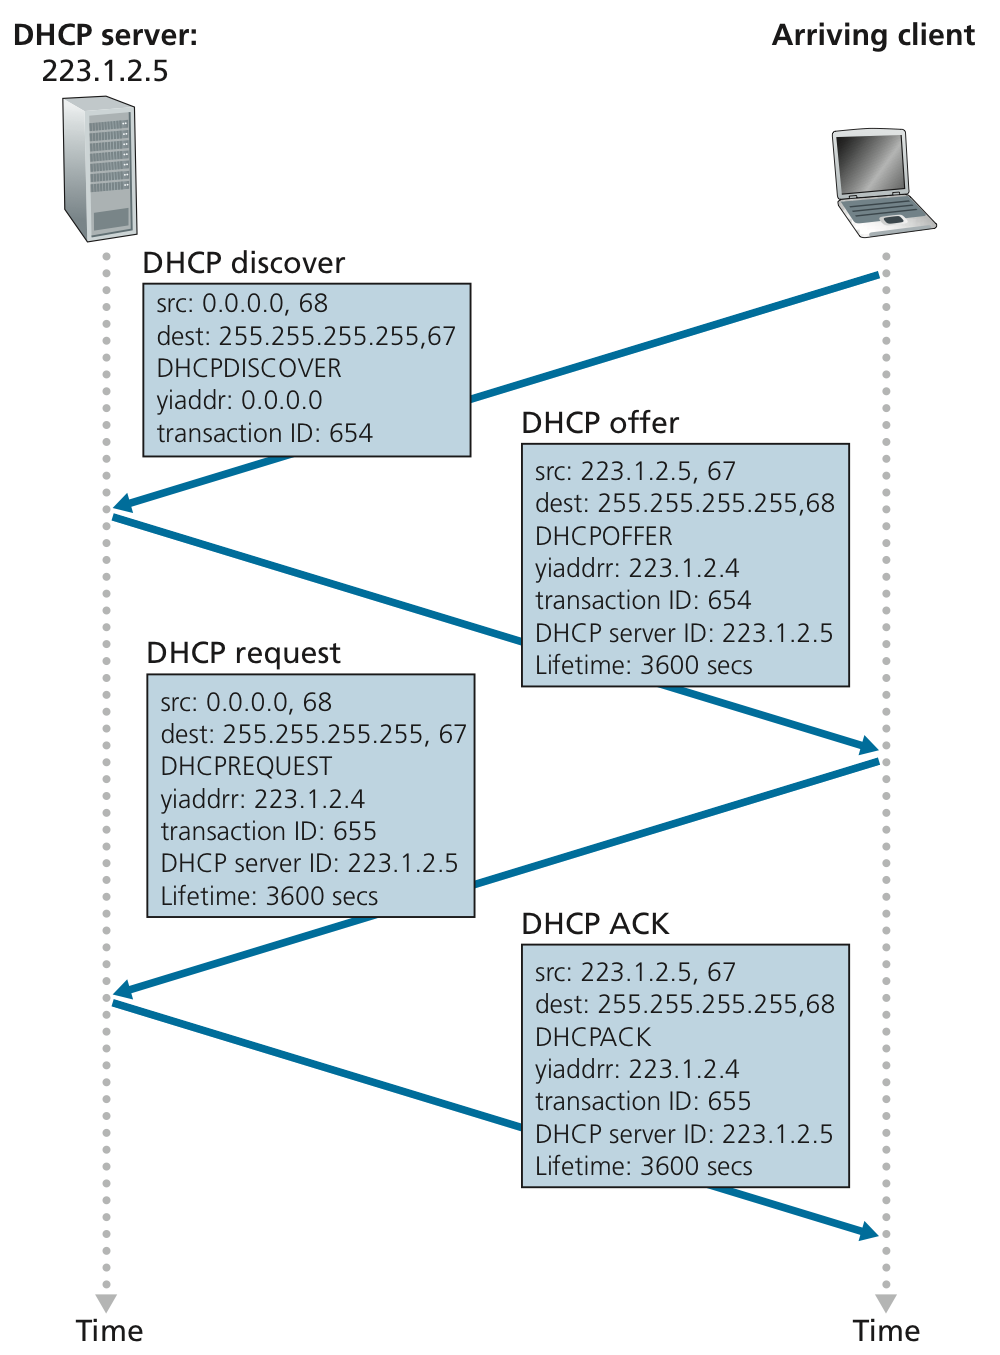 DHCP server:
223.1.2.5
Arriving client
DHCP discover
src: 0.0.0.0, 68
dest: 255.255.255.255,67
DHCPDISCOVER
yiaddr: 0.0.0.0
transaction ID: 654
DHCP offer
src: 223.1.2.5, 67
dest: 255.255.255.255,68
DHCPOFFER
yiaddrr: 223.1.2.4
transaction ID: 654
DHCP server ID: 223.1.2.5
Lifetime: 3600 secs
DHCP request
src: 0.0.0.0, 68
dest: 255.255.255.255, 67
DHCPREQUEST
yiaddrr: 223.1.2.4
transaction ID: 655
DHCP server ID: 223.1.2.5
Lifetime: 3600 secs
DHCP ACK
src: 223.1.2.5, 67
dest: 255.255.255.255,68
DHCPACK
yiaddrr: 223.1.2.4
transaction ID: 655
DHCP server ID: 223.1.2.5
Lifetime: 3600 secs
Time
Time